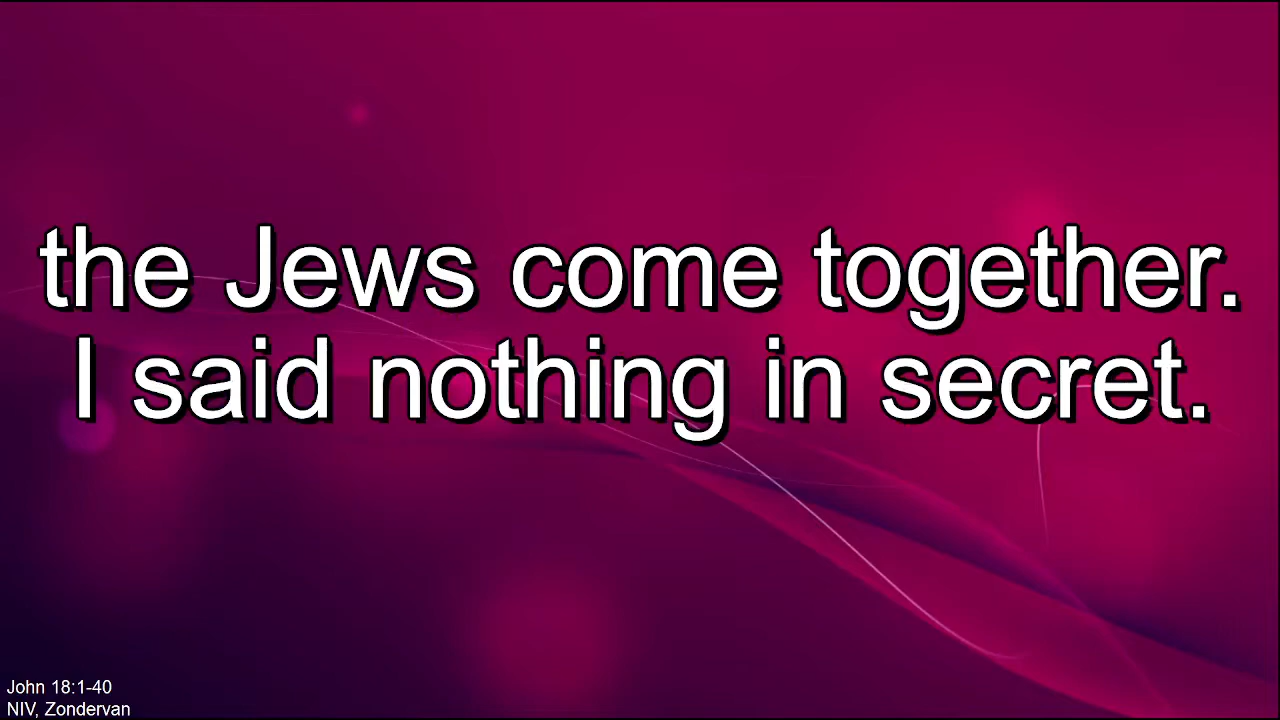 the Jews come together.
I said nothing in secret.
John 18:1-40
NIV, Zondervan